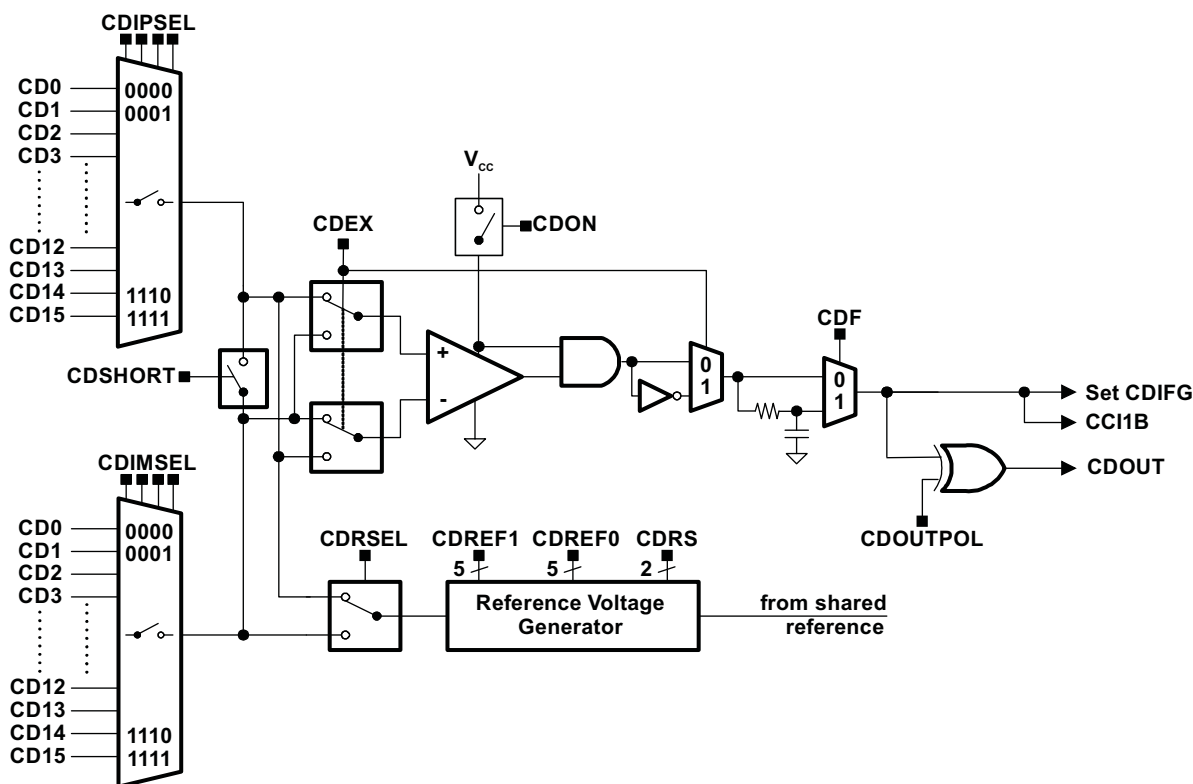 CDIPSEL
CD0
0000
CD1
0001
CD2
CD3
CD12
CD13
CD14
1110
CD15
1111
VCC
CDEX
CDON
CDSHORT
+
-
0
1
CDF
0
1
Set CDIFG
CCI1B
CDOUT
CDOUTPOL
CDIMSEL
CD0
0000
CD1
0001
CD2
CD3
CD12
CD13
CD14
1110
CD15
1111
CDRSEL
CDREF1
CDREF0
CDRS
5
5
2
Reference Voltage
Generator
from shared
reference